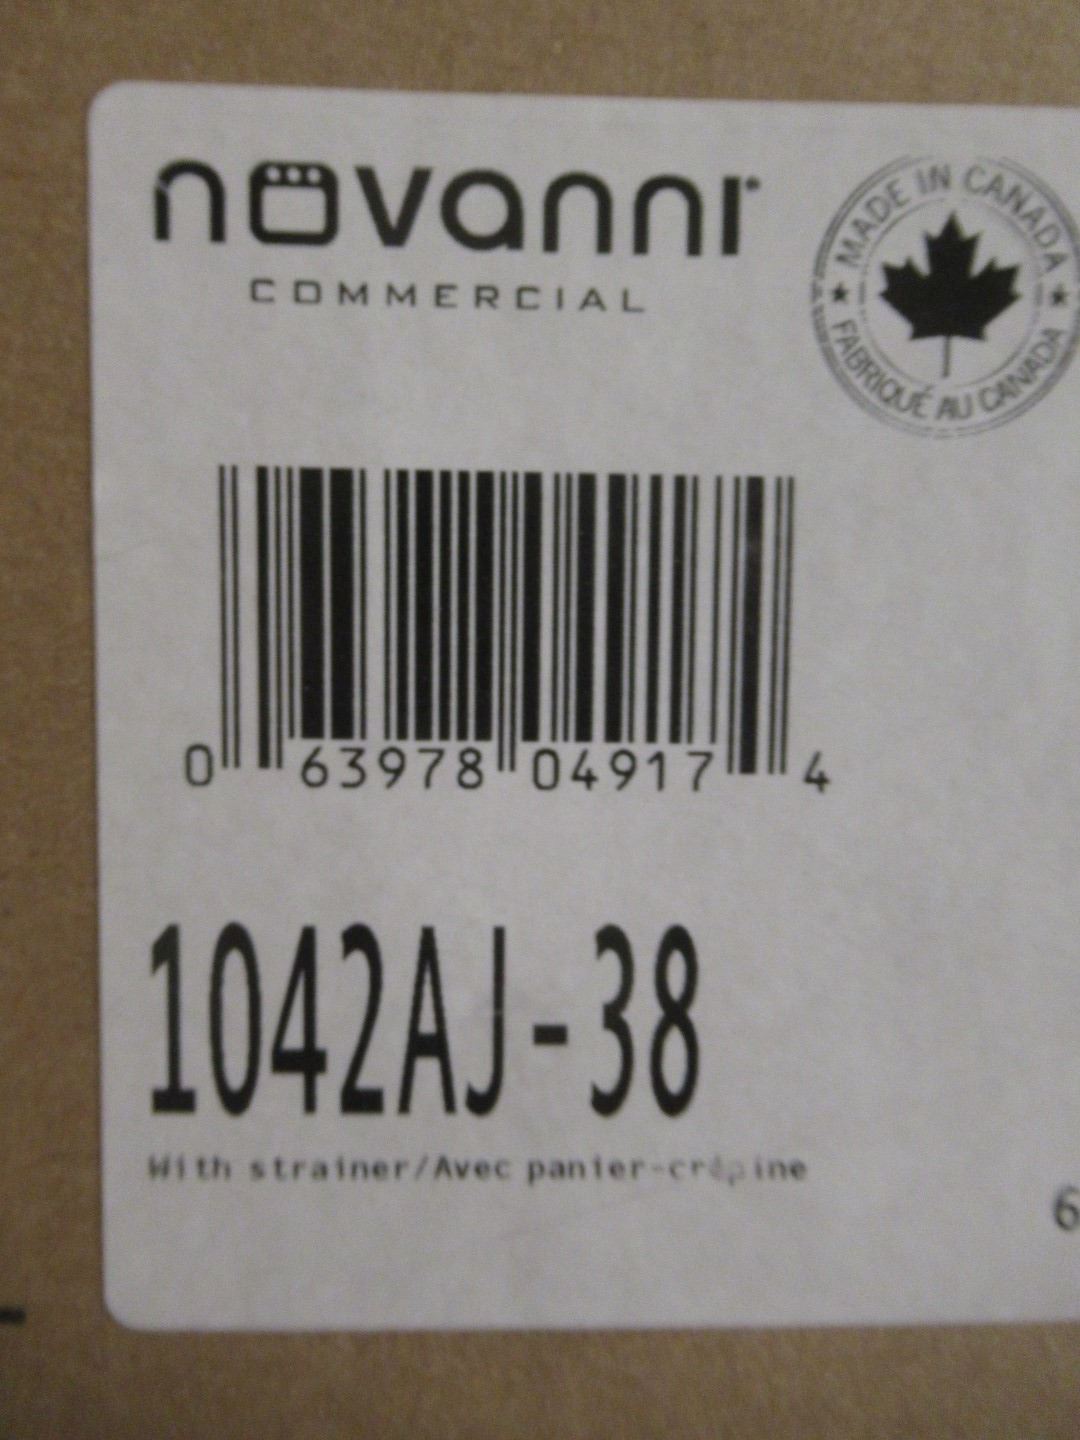 novanni
COMMERCIAL
MADE IN CANADA
FABRIQUÉ AU CANADA
0 63978 04917 4
1042AJ-38
With strainer/Avec panier-crépine
6